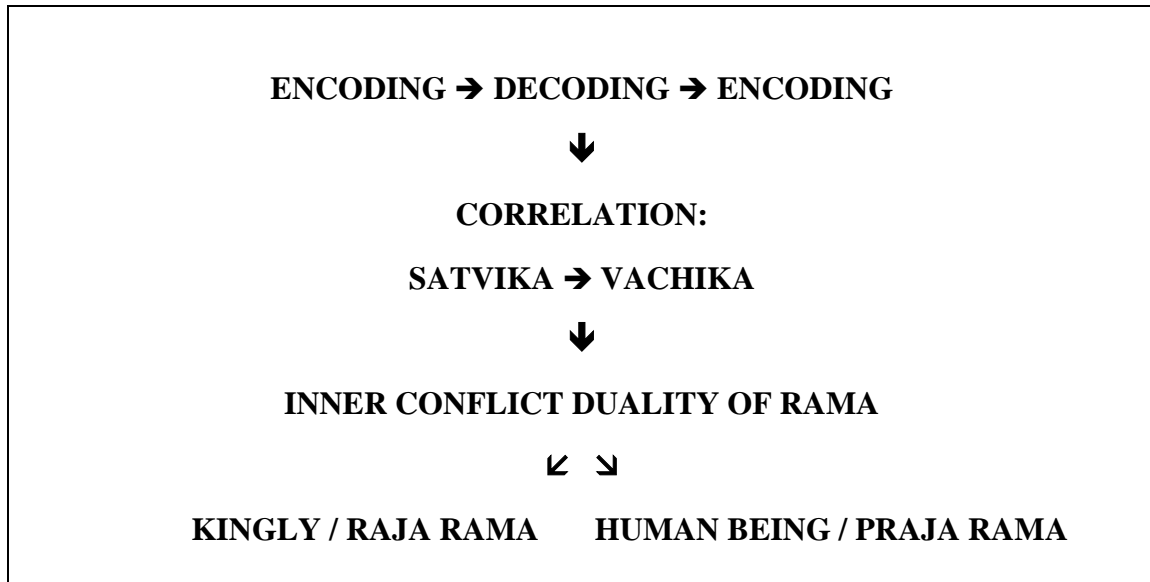 ENCODING ➔ DECODING ➔ ENCODING
🡻
CORRELATION:
SATVIKA ➔ VACHIKA
🡻
INNER CONFLICT DUALITY OF RAMA
🡿 🡾
KINGLY / RAJA RAMA HUMAN BEING / PRAJA RAMA